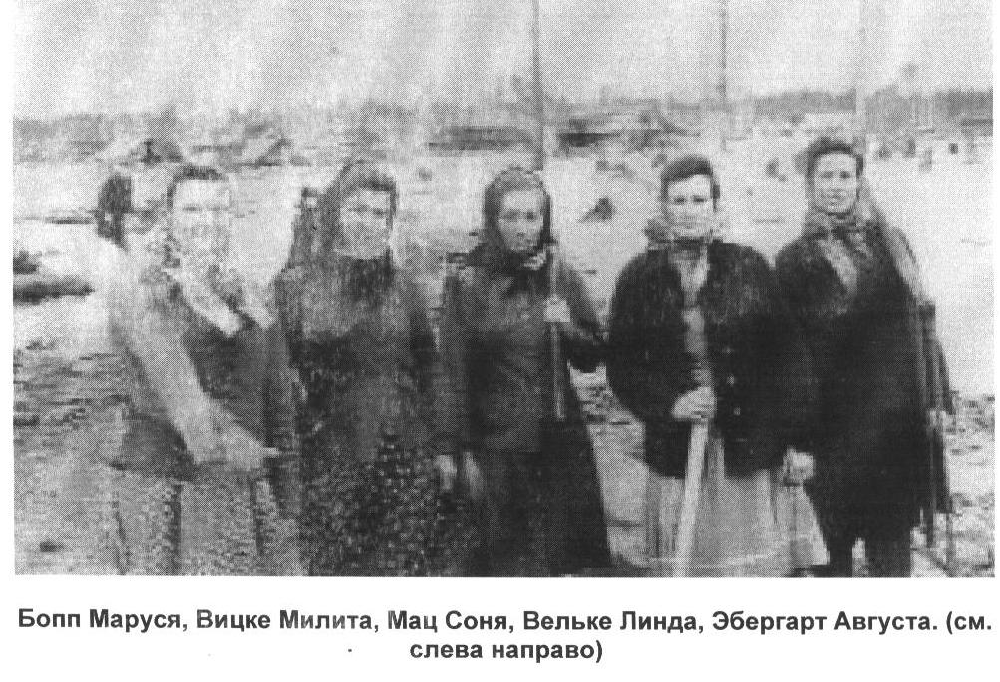 Бопп Маруся, Вицке Милита, Мац Соня, Вельке Линда, Эбергарт Августа. (см.
слева направо)